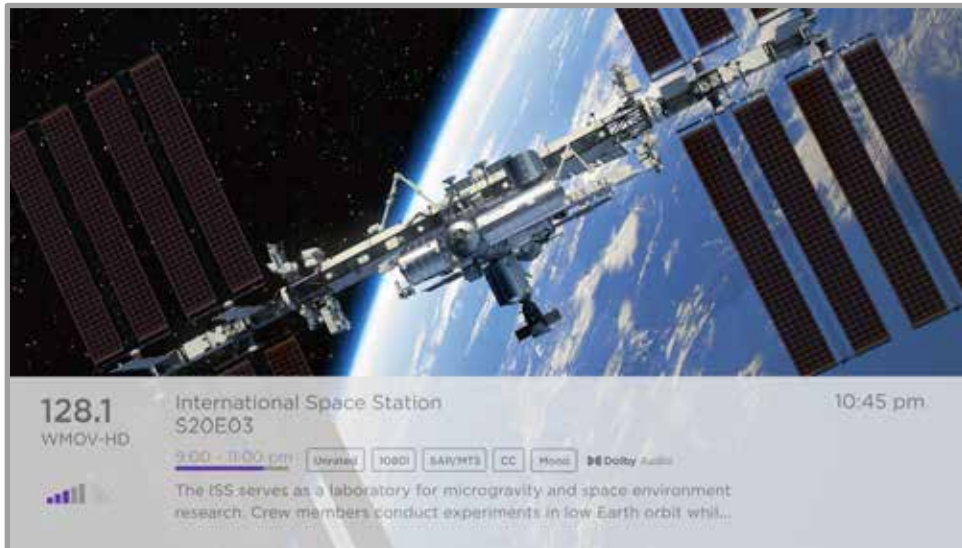 128.1
WMOV-HD
International Space Station
S20E03
10:45 pm
9:00 - 11:00 pm Unrated 1080i SAP/MTS CC Mono Dolby Audio
The ISS serves as a laboratory for microgravity and space environment
research. Crew members conduct experiments in low Earth orbit whil...